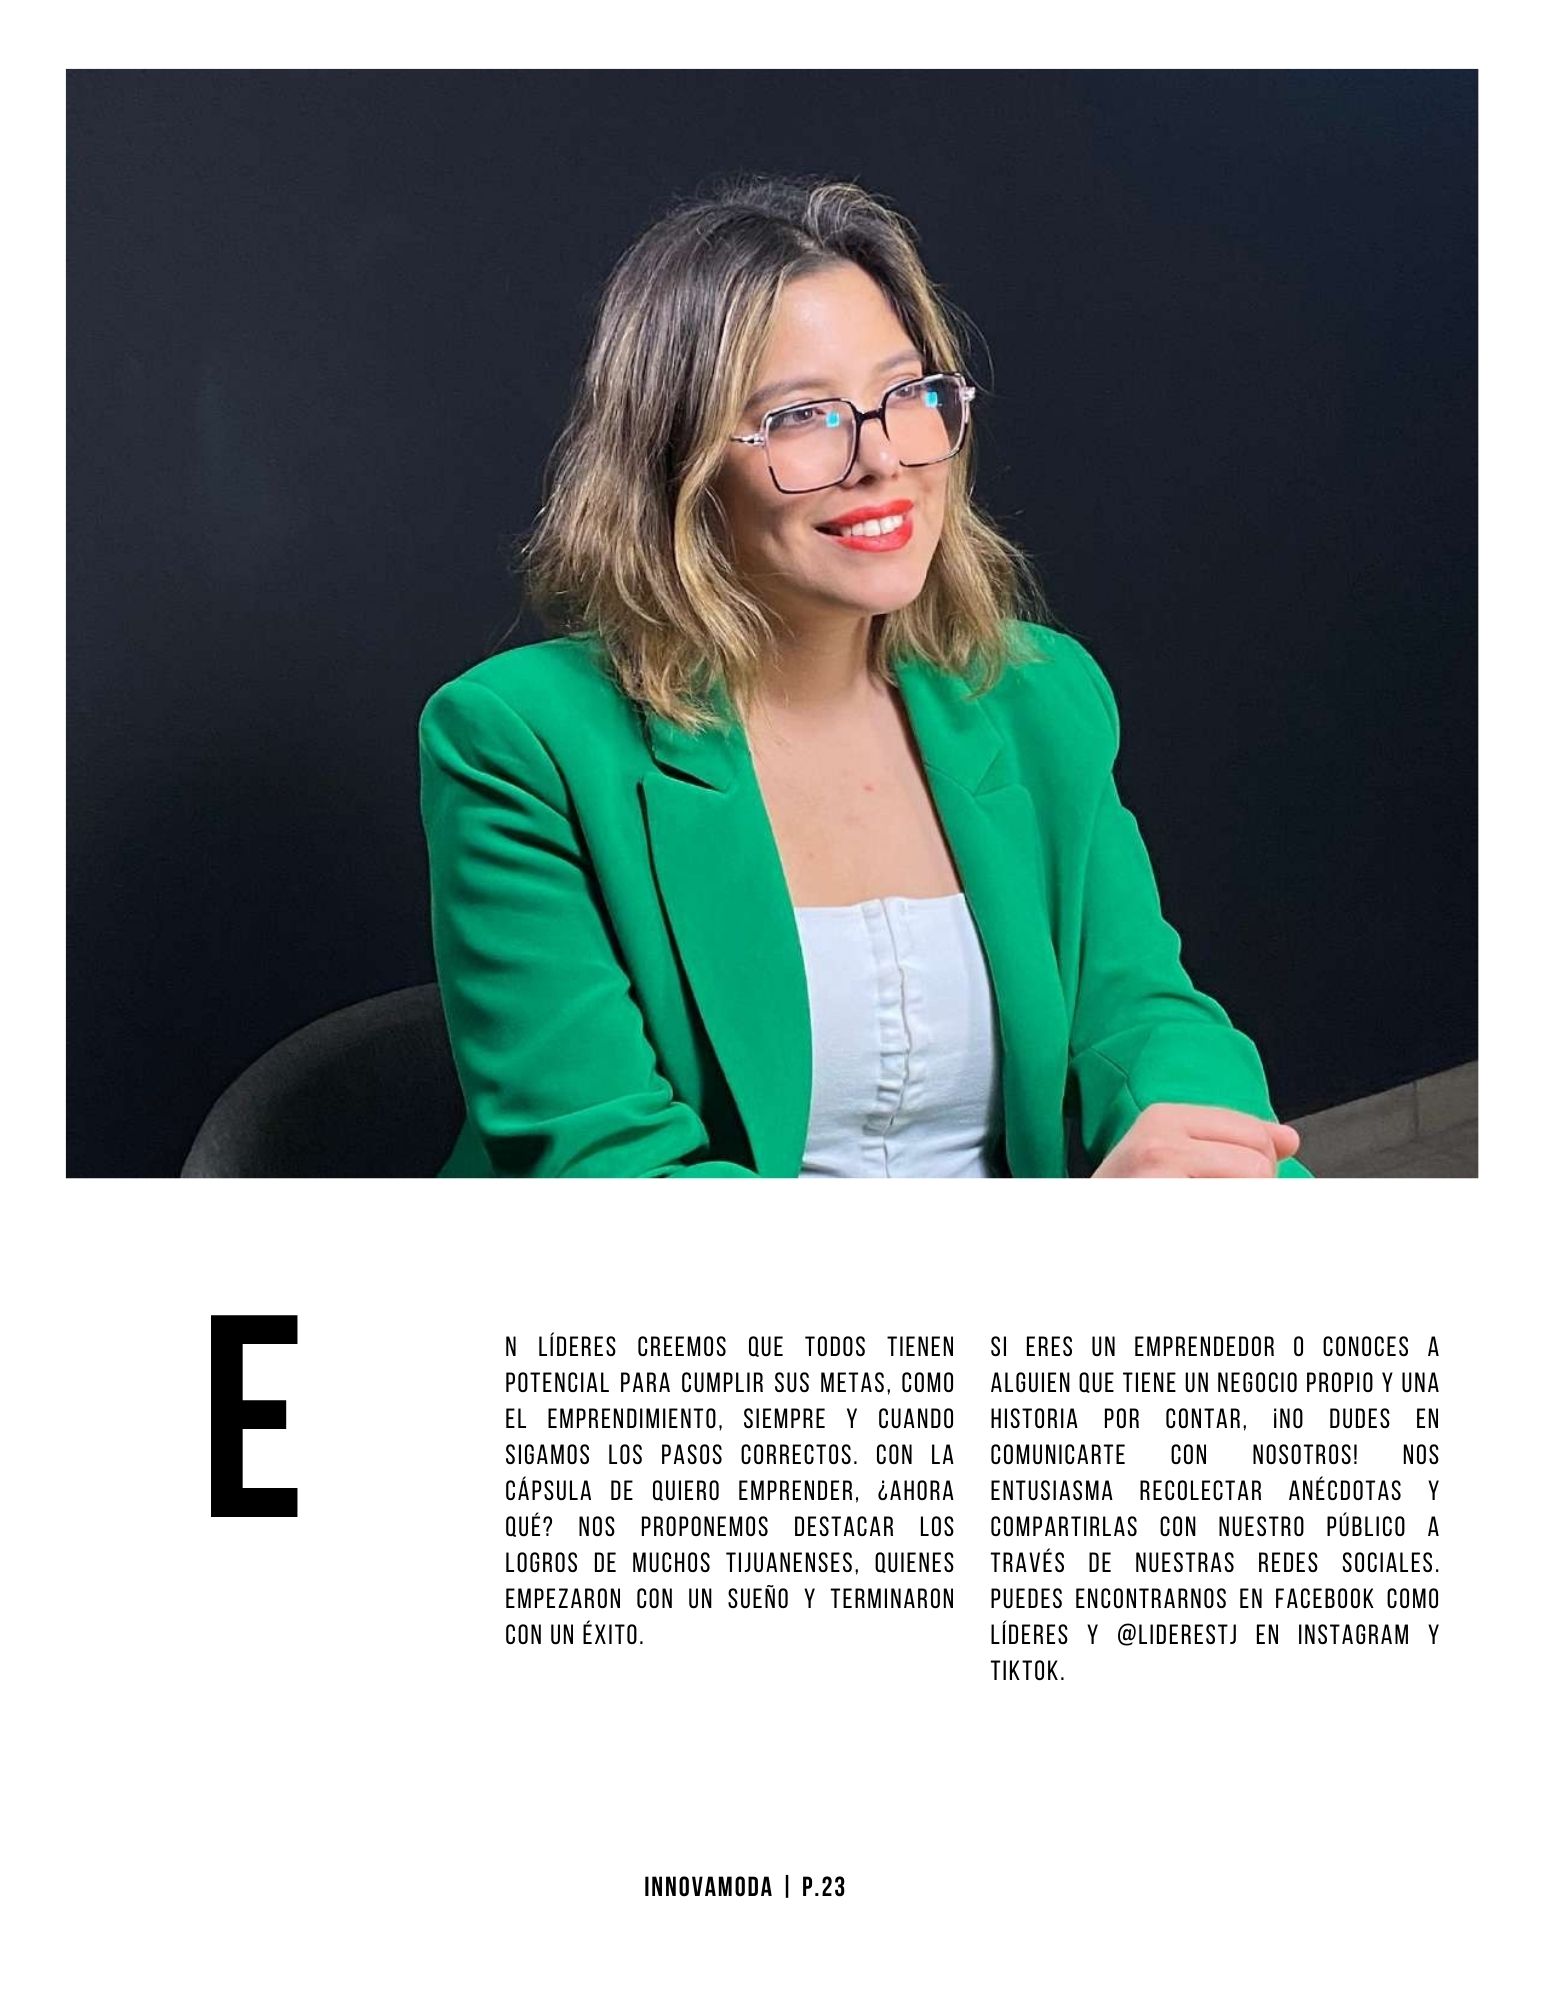 E
N LÍDERES CREEMOS QUE TODOS TIENEN
POTENCIAL PARA CUMPLIR SUS METAS, COMO
EL EMPRENDIMIENTO, SIEMPRE Y CUANDO
SIGAMOS LOS PASOS CORRECTOS. CON LA
CÁPSULA DE QUIERO EMPRENDER, ¿AHORA
QUÉ? NOS PROPONEMOS DESTACAR LOS
LOGROS DE MUCHOS TIJUANENSES, QUIENES
EMPEZARON CON UN SUEÑO Y TERMINARON
CON UN ÉXITO.
SI ERES UN EMPRENDEDOR O CONOCES A
ALGUIEN QUE TIENE UN NEGOCIO PROPIO Y UNA
HISTORIA POR CONTAR, ¡NO DUDES EN
COMUNICARTE CON NOSOTROS! NOS
ENTUSIASMA RECOLECTAR ANÉCDOTAS Y
COMPARTIRLAS CON NUESTRO PÚBLICO A
TRAVÉS DE NUESTRAS REDES SOCIALES.
PUEDES ENCONTRARNOS EN FACEBOOK COMO
LÍDERES Y @LIDERESTJ EN INSTAGRAM Y
TIKTOK.
INNOVAMODA | P.23